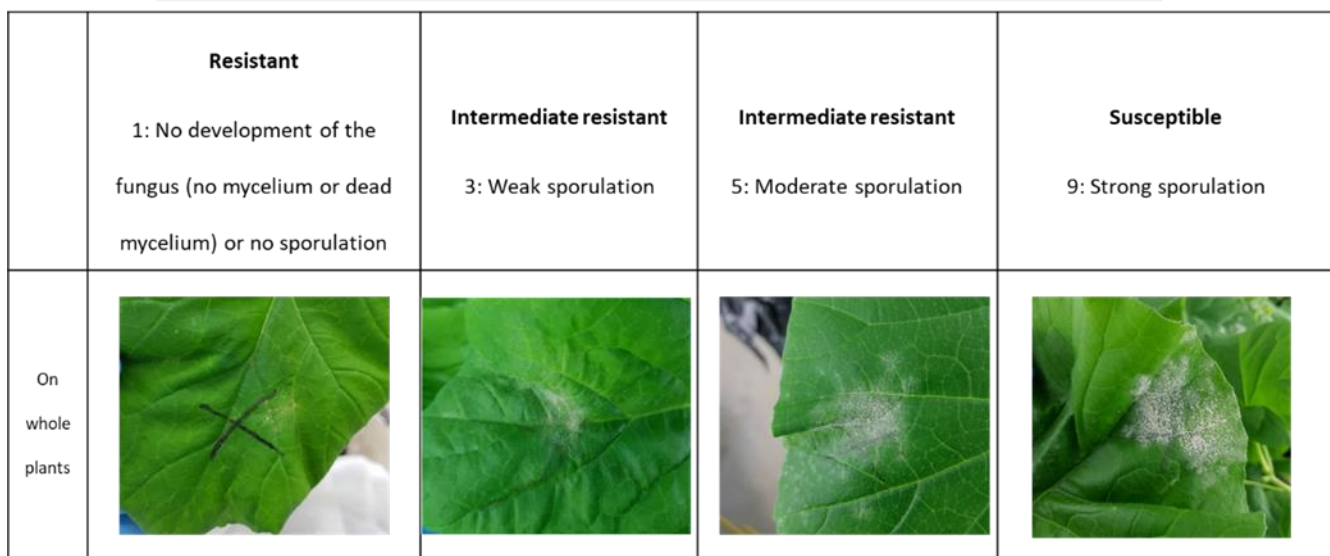 Resistant
1: No development of the
fungus (no mycelium or dead
mycelium) or no sporulation
Intermediate resistant
3: Weak sporulation
Intermediate resistant
5: Moderate sporulation
Susceptible
9: Strong sporulation
On
whole
plants